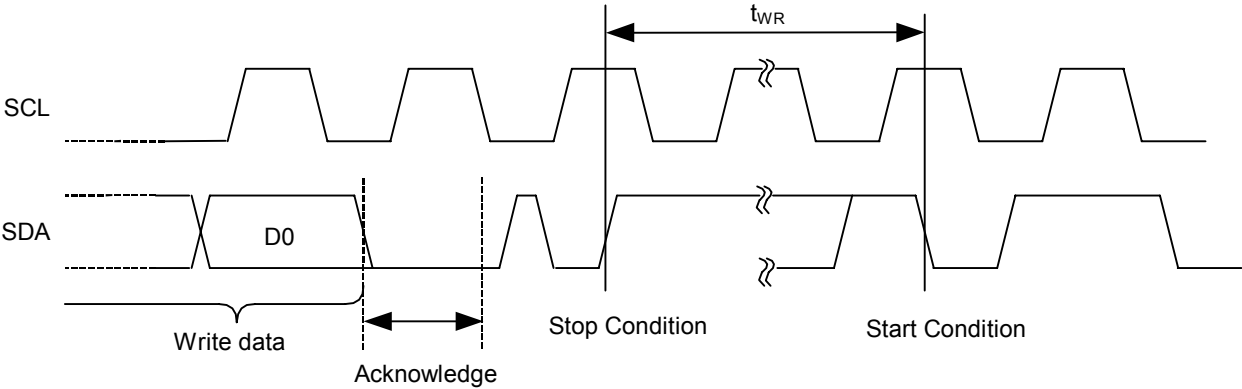 tWR
SCL
SDA
D0
Write data
Acknowledge
Stop Condition
Start Condition